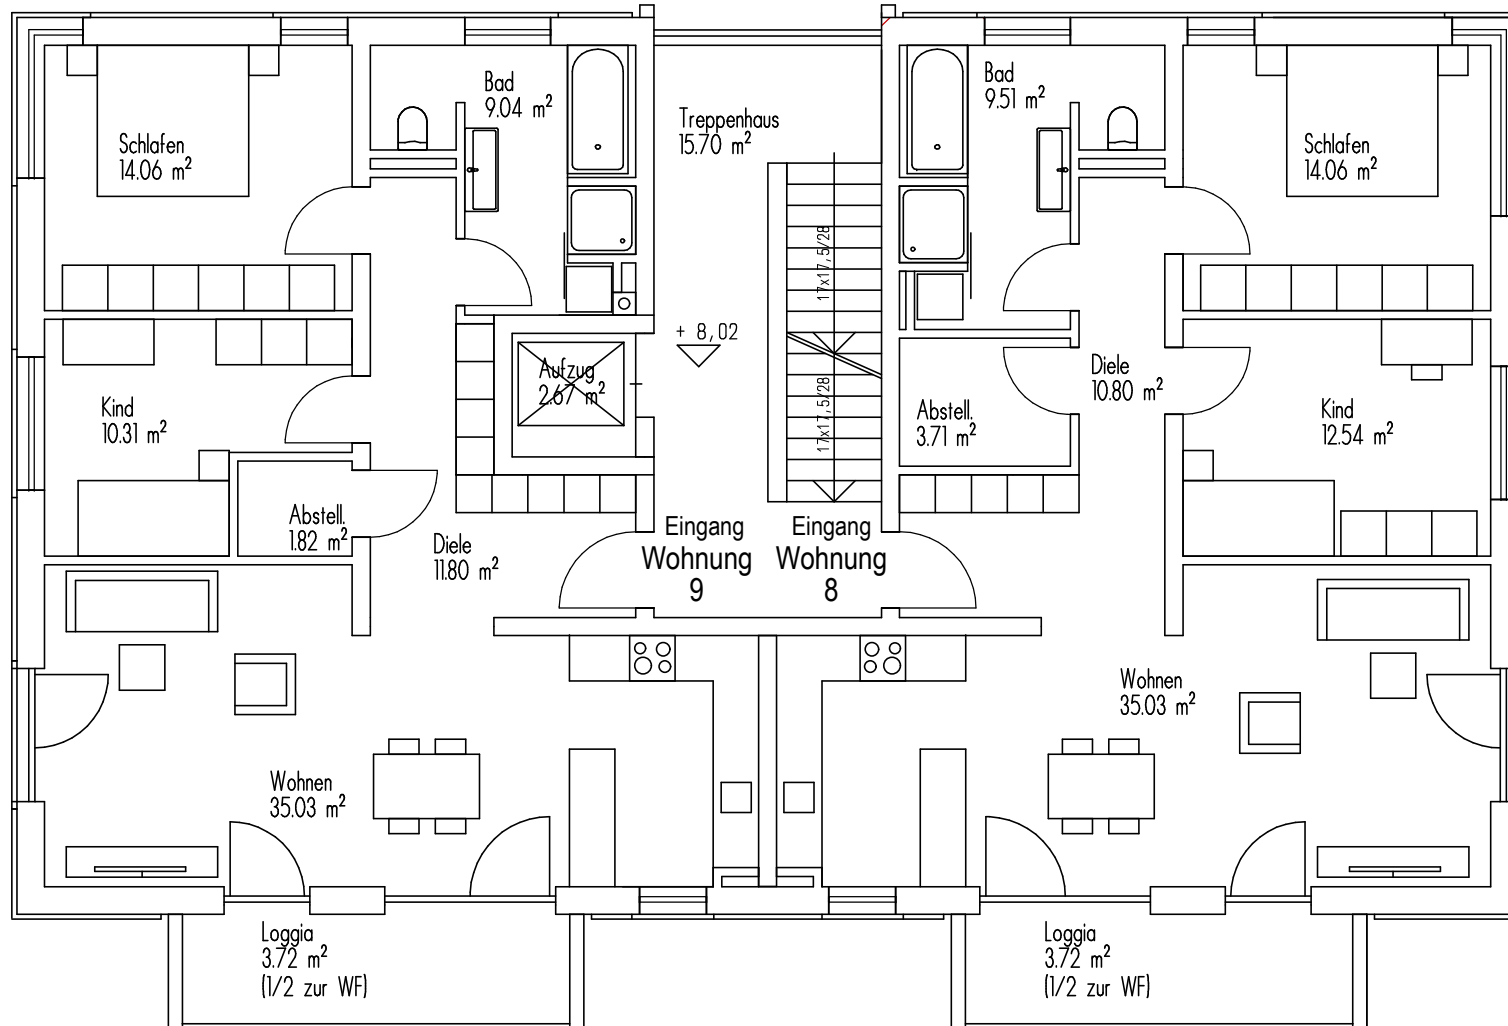 Bad
9.04 m²
Bad
9.51 m²
Treppenhaus
15.70 m²
Schlafen
14.06 m²
Schlafen
14.06 m²
17x17,5/28
+ 8,02
Aufzug
2.67 m²
Diele
10.80 m²
17x17,5/28
Kind
10.31 m²
Abstell.
3.71 m²
Kind
12.54 m²
Abstell.
1.82 m²
Diele
11.80 m²
Eingang
Wohnung
9
Eingang
Wohnung
8
Wohnen
35.03 m²
Wohnen
35.03 m²
Loggia
3.72 m²
(1/2 zur WF)
Loggia
3.72 m²
(1/2 zur WF)